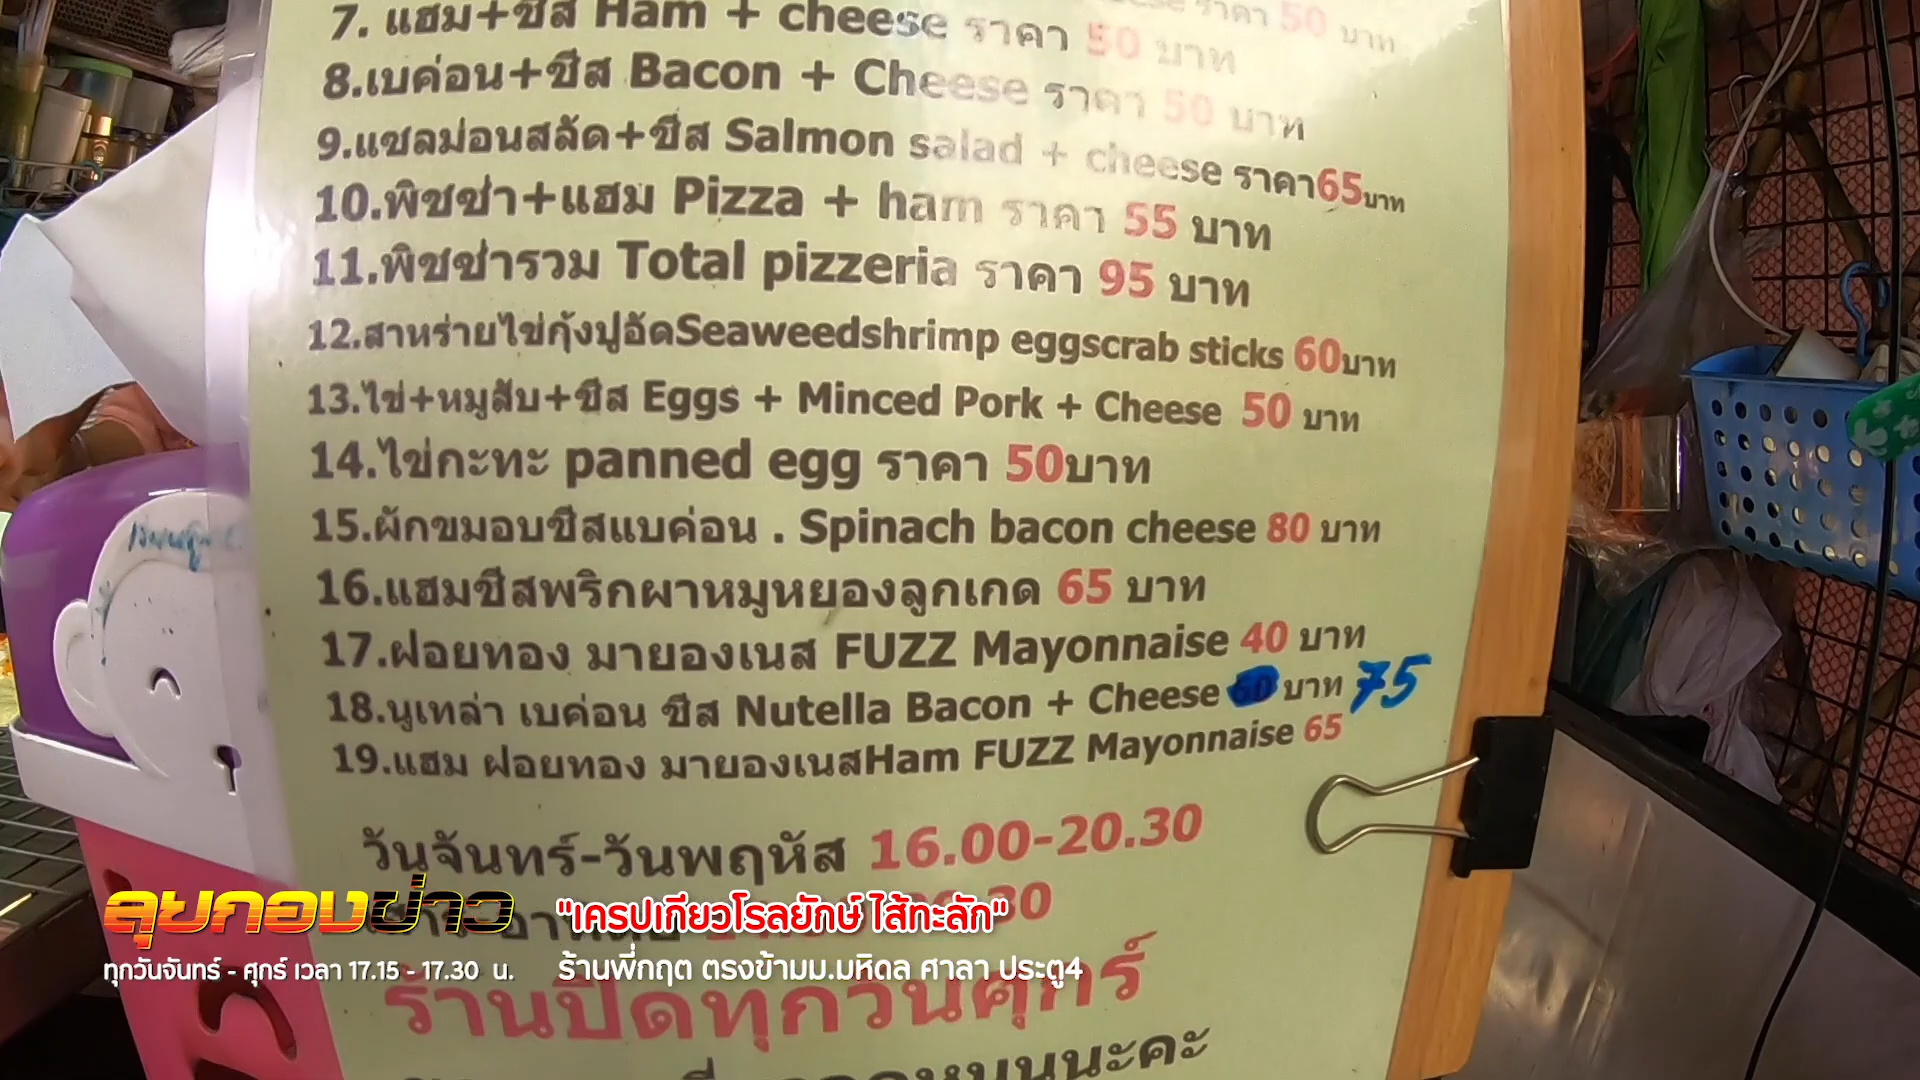 ราคา 50 บาท
7. แฮม+ชีส Ham + cheese ราคา 50 บาท
8.เบค่อน+ชีส Bacon + Cheese ราคา 50 บาท
9.แซลม่อนสลัด+ชีส Salmon salad + cheese ราคา65บาท
10.พิซซ่า+แฮม Pizza + ham ราคา 55 บาท
11.พิซซ่ารวม Total pizzeria ราคา 95 บาท
12.สาหร่ายไข่กุ้งปูอัดSeaweedshrimp eggscrab sticks 60บาท
13.ไข่+หมูสับ+ชีส Eggs + Minced Pork + Cheese 50 บาท
14.ไข่กะทะ panned egg ราคา 50บาท
15.ผักขมอบชีสแบค่อน . Spinach bacon cheese 80 บาท
16.แฮมชีสพริกผาหมูหยองลูกเกด 65 บาท
17.ฝอยทอง มายองเนส FUZZ Mayonnaise 40 บาท
18.นูเทล่า เบค่อน ชีส Nutella Bacon + Cheese 60 บาท 75
19.แฮม ฝอยทอง มายองเนสHam FUZZ Mayonnaise 65
วันจันทร์-วันพฤหัส 16.00-20.30
ร้านปิดทุกวันศุกร์
ลุยกองข่าว
ทุกวันจันทร์ - ศุกร์ เวลา 17.15 - 17.30 น.
"เครปเกี๊ยวโรลยักษ์ ไส้ทะลัก"
ร้านพี่กฤต ตรงข้ามม.มหิดล ศาลา ประตู4